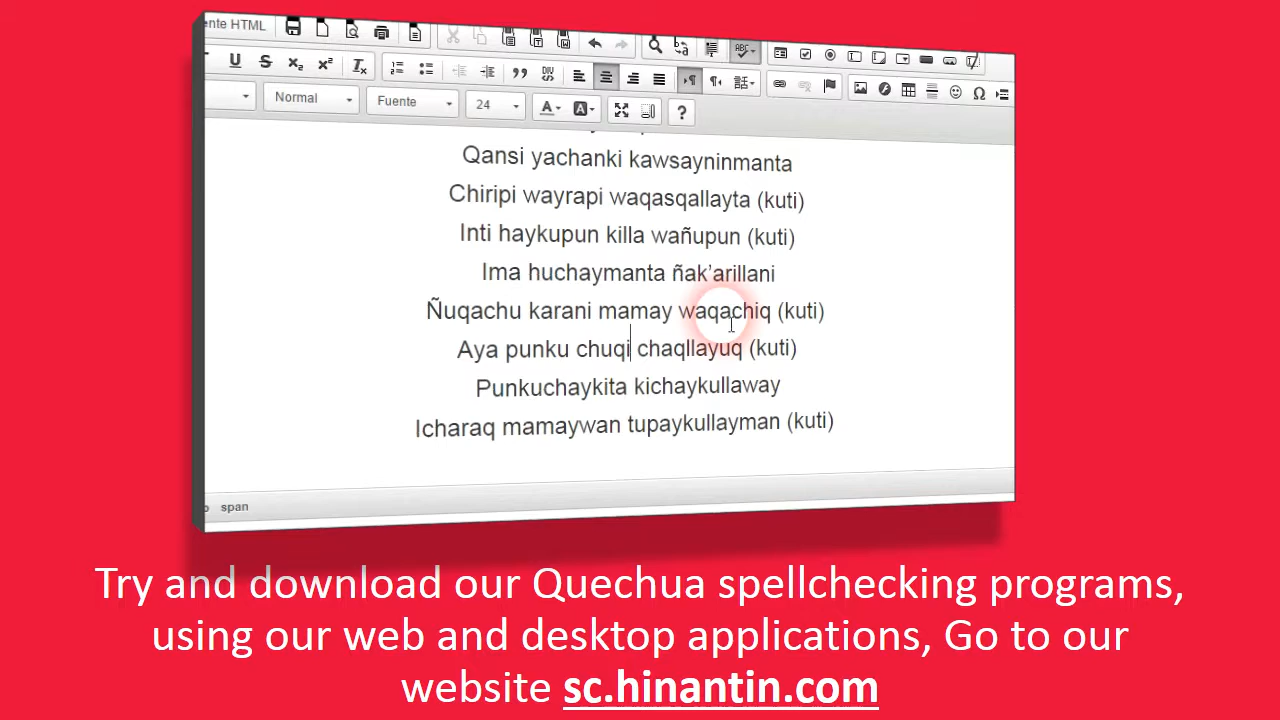 ente HTML
Normal Fuente 24
Qansi yachanki kawsayninmanta
Chiripi wayrapi waqasqallayta (kuti)
Inti haykupun killa wañupun (kuti)
Ima huchaymanta ñak'arillani
Ñuqachu karani mamay waqachiq (kuti)
Aya punku chuqi chaqllayuq (kuti)
Punkuchaykita kichaykullaway
Icharaq mamaywan tupaykullayman (kuti)
span
Try and download our Quechua spellchecking programs,
using our web and desktop applications, Go to our
website sc.hinantin.com